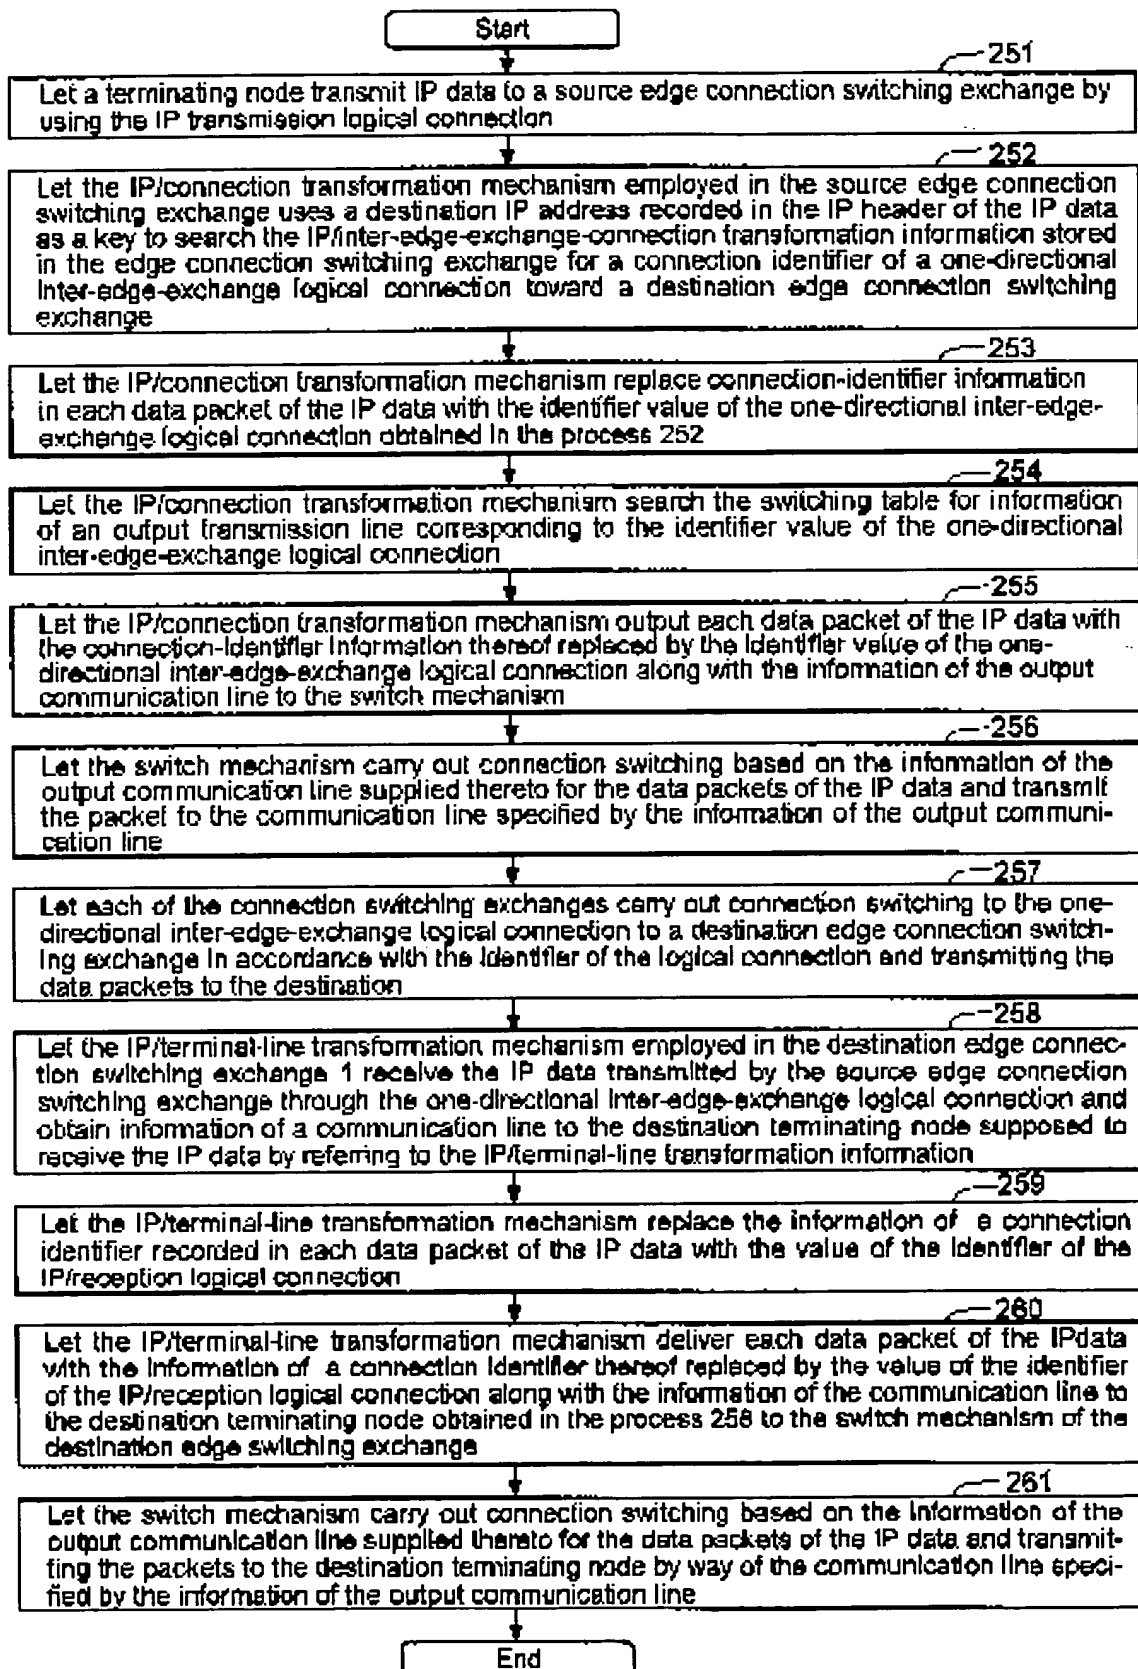 Start
251
Let a terminating node transmit IP data to a source edge connection switching exchange by
using the IP transmission logical connection
252
Let the IP/connection transformation mechanism employed in the source edge connection
switching exchange uses a destination IP address recorded in the IP header of the IP data
as a key to search the IP/inter-edge-exchange-connection transformation information stored
in the edge connection switching exchange for a connection identifier of a one-directional
inter-edge-exchange logical connection toward a destination edge connection switching
exchange
253
Let the IP/connection transformation mechanism replace connection-identifier information
in each data packet of the IP data with the identifier value of the one-directional inter-edge-
exchange logical connection obtained in the process 252
254
Let the IP/connection transformation mechanism search the switching table for information
of an output transmission line corresponding to the identifier value of the one-directional
inter-edge-exchange logical connection
255
Let the IP/connection transformation mechanism output each data packet of the IP data with
the connection-identifier information thereof replaced by the identifier value of the one-
directional inter-edge-exchange logical connection along with the information of the output
communication line to the switch mechanism
256
Let the switch mechanism carry out connection switching based on the information of the
output communication line supplied thereto for the data packets of the IP data and transmit
the packet to the communication line specified by the information of the output communi-
cation line
257
Let each of the connection switching exchanges carry out connection switching to the one-
directional inter-edge-exchange logical connection to a destination edge connection switch-
ing exchange in accordance with the identifier of the logical connection and transmitting the
data packets to the destination
258
Let the IP/terminal-line transformation mechanism employed in the destination edge connec-
tion switching exchange 1 receive the IP data transmitted by the source edge connection
switching exchange through the one-directional inter-edge-exchange logical connection and
obtain information of a communication line to the destination terminating node supposed to
receive the IP data by referring to the IP/terminal-line transformation information
259
Let the IP/terminal-line transformation mechanism replace the information of a connection
identifier recorded in each data packet of the IP data with the value of the identifier of the
IP/reception logical connection
260
Let the IP/terminal-line transformation mechanism deliver each data packet of the IPdata
with the information of a connection identifier thereof replaced by the value of the identifier
of the IP/reception logical connection along with the information of the communication line to
the destination terminating node obtained in the process 258 to the switch mechanism of the
destination edge switching exchange
261
Let the switch mechanism carry out connection switching based on the information of the
output communication line supplied thereto for the data packets of the IP data and transmit-
ting the packets to the destination terminating node by way of the communication line speci-
fied by the information of the output communication line
End